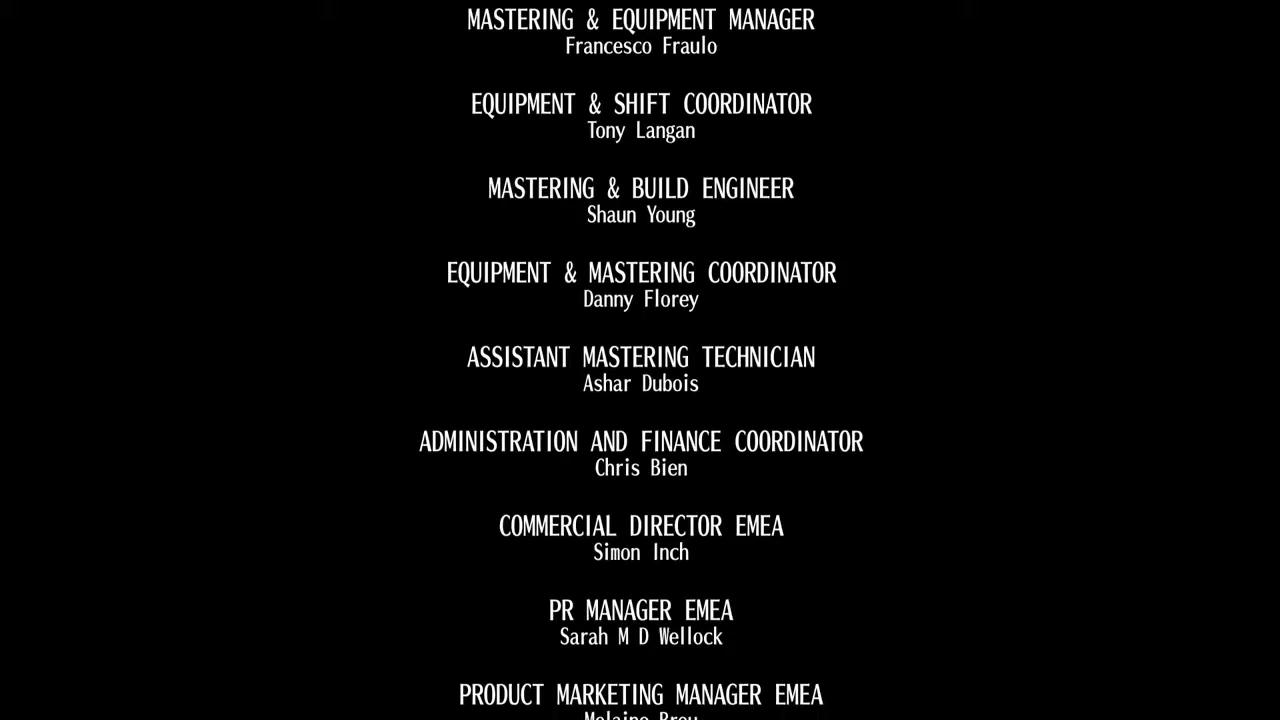 MASTERING & EQUIPMENT MANAGER
Francesco Fraulo
EQUIPMENT & SHIFT COORDINATOR
Tony Langan
MASTERING & BUILD ENGINEER
Shaun Young
EQUIPMENT & MASTERING COORDINATOR
Danny Florey
ASSISTANT MASTERING TECHNICIAN
Ashar Dubois
ADMINISTRATION AND FINANCE COORDINATOR
Chris Bien
COMMERCIAL DIRECTOR EMEA
Simon Inch
PR MANAGER EMEA
Sarah M D Wellock
PRODUCT MARKETING MANAGER EMEA